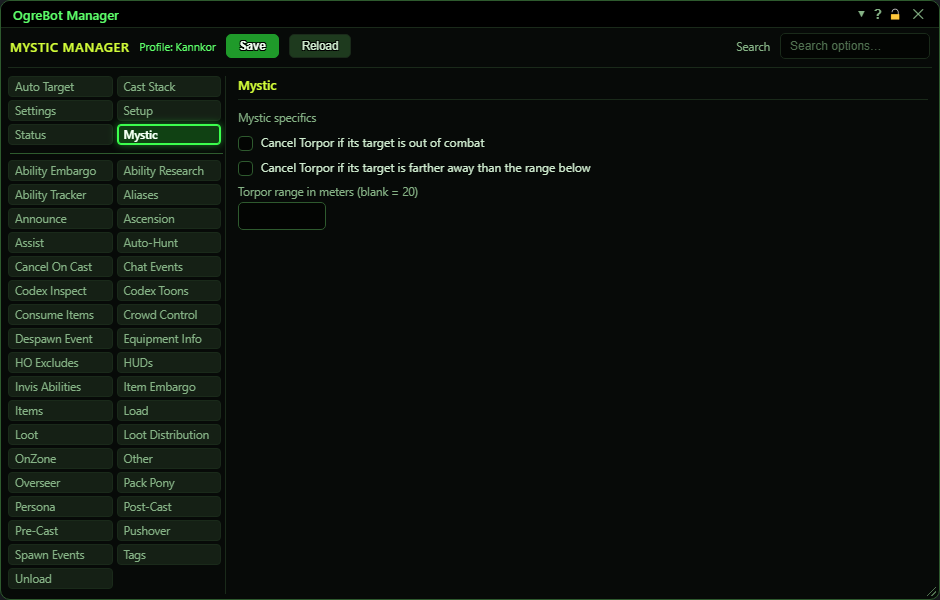 OgreBot Manager
▼ ?
MYSTIC MANAGER Profile: Kannkor Save Reload Search Search options...
Auto Target Cast Stack
Settings Setup
Status Mystic
Ability Embargo Ability Research
Ability Tracker Aliases
Announce Ascension
Assist Auto-Hunt
Cancel On Cast Chat Events
Codex Inspect Codex Toons
Consume Items Crowd Control
Despawn Event Equipment Info
HO Excludes HUDs
Invis Abilities Item Embargo
Items Load
Loot Loot Distribution
OnZone Other
Overseer Pack Pony
Persona Post-Cast
Pre-Cast Pushover
Spawn Events Tags
Unload
Mystic
Mystic specifics
Cancel Torpor if its target is out of combat
Cancel Torpor if its target is farther away than the range below
Torpor range in meters (blank = 20)